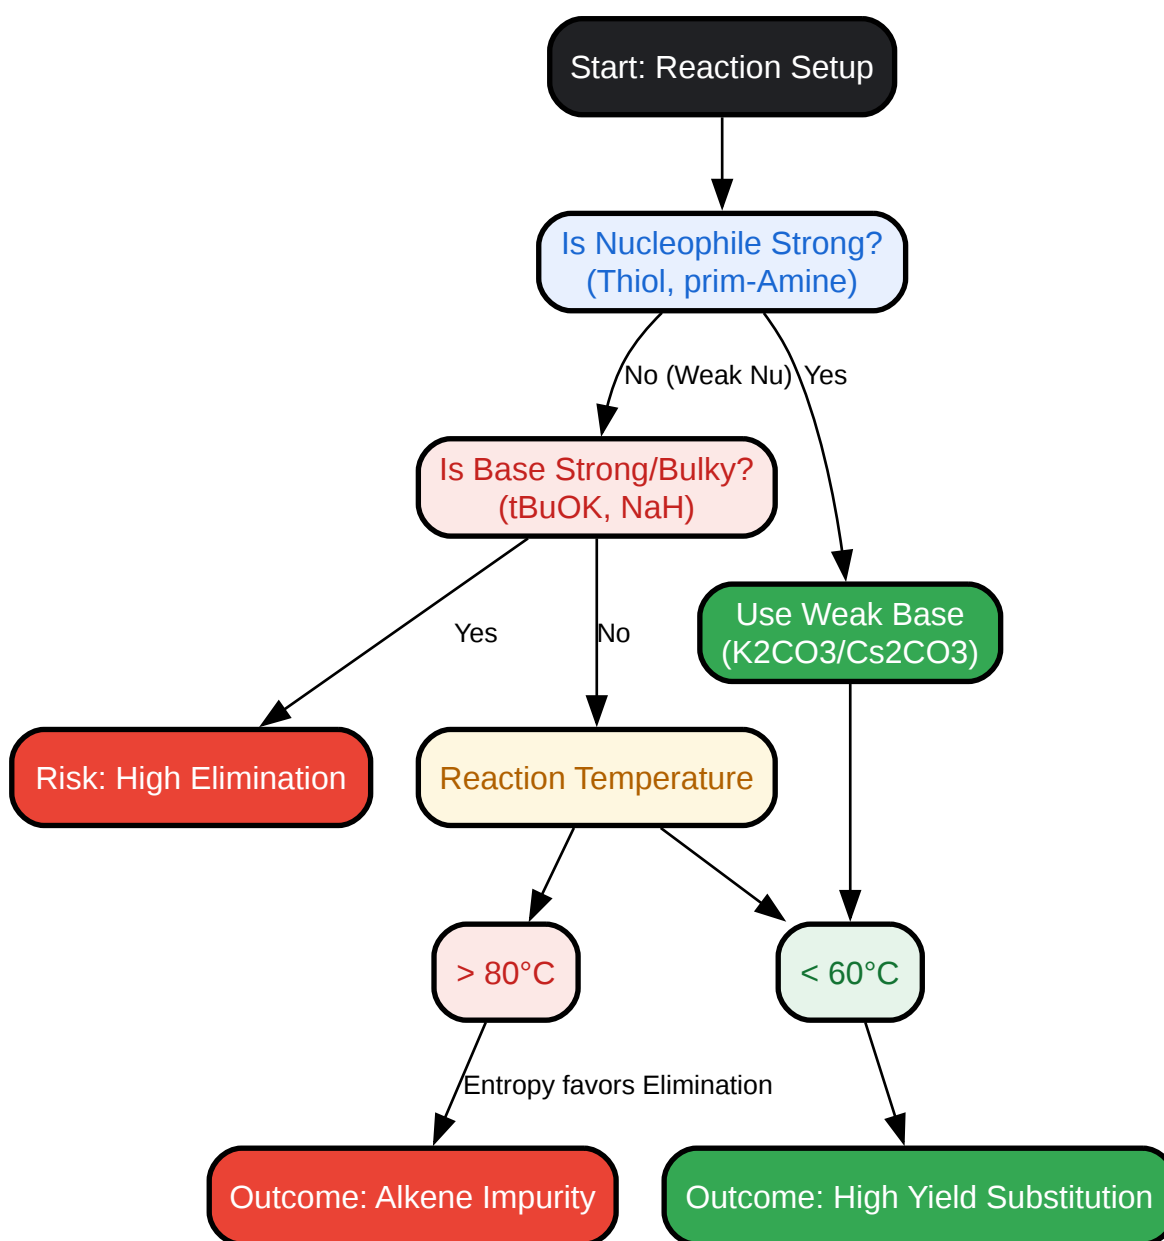 Start: Reaction Setup
Is Nucleophile Strong?
(Thiol, prim-Amine)
No (Weak Nu)
Yes
Is Base Strong/Bulky?
(tBuOK, NaH)
Use Weak Base
(K2CO3/Cs2CO3)
Yes
No
Risk: High Elimination
Reaction Temperature
> 80°C
< 60°C
Entropy favors Elimination
Outcome: Alkene Impurity
Outcome: High Yield Substitution